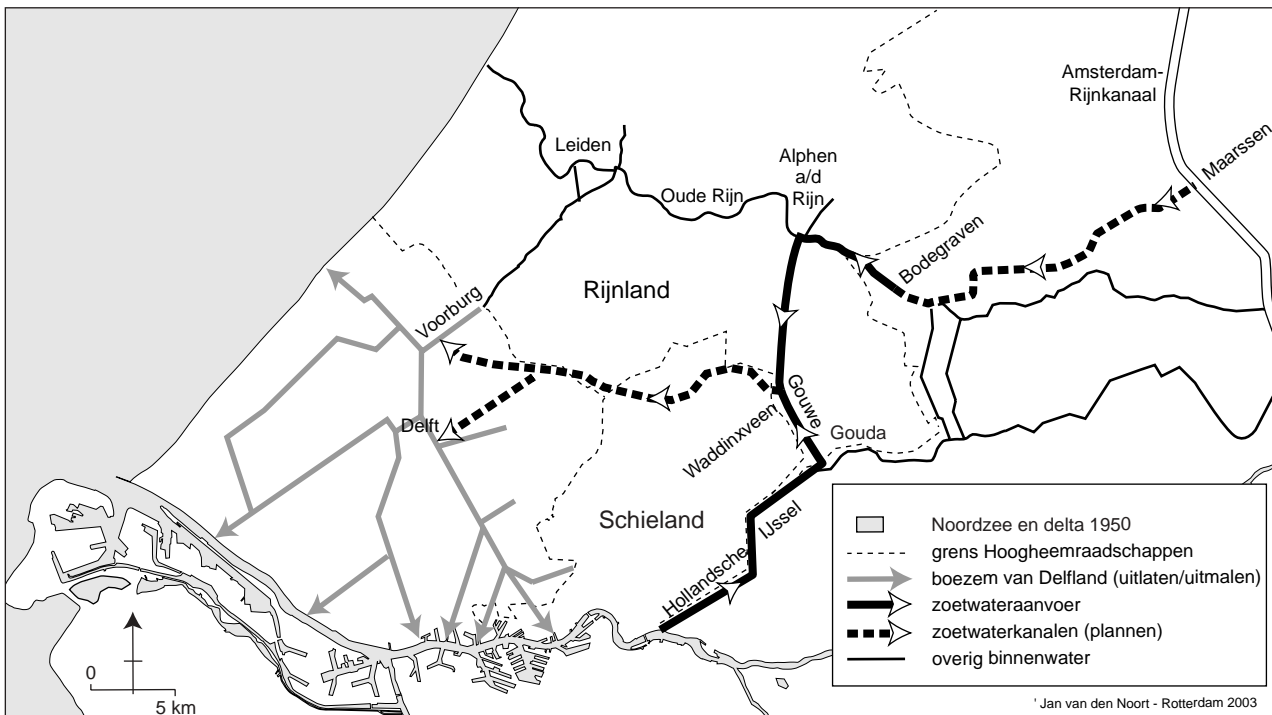 Amsterdam-
Rijnkanaal
Maarssen
Leiden
Alphen
a/d
Rijn
Oude Rijn
Bodegraven
Rijnland
Voorburg
Gouwe
Delft
Waddinxveen
Gouda
Schieland
IJssel
Hollandsche
Noordzee en delta 1950
grens Hoogheemraadschappen
boezem van Delfland (uitlaten/uitmalen)
zoetwateraanvoer
zoetwaterkanalen (plannen)
overig binnenwater
0
5 km
' Jan van den Noort - Rotterdam 2003